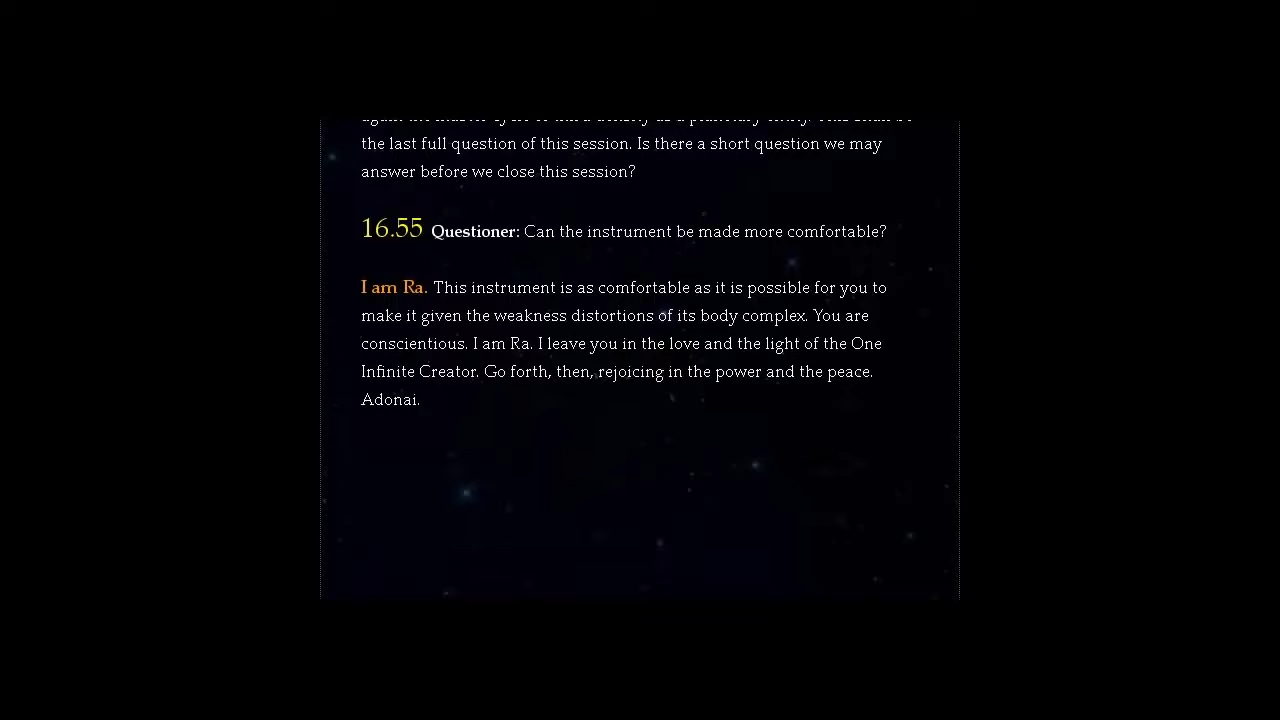 the last full question of this session. Is there a short question we may
answer before we close this session?
16.55 Questioner: Can the instrument be made more comfortable?
I am Ra. This instrument is as comfortable as it is possible for you to
make it given the weakness distortions of its body complex. You are
conscientious. I am Ra. I leave you in the love and the light of the One
Infinite Creator. Go forth, then, rejoicing in the power and the peace.
Adonai.